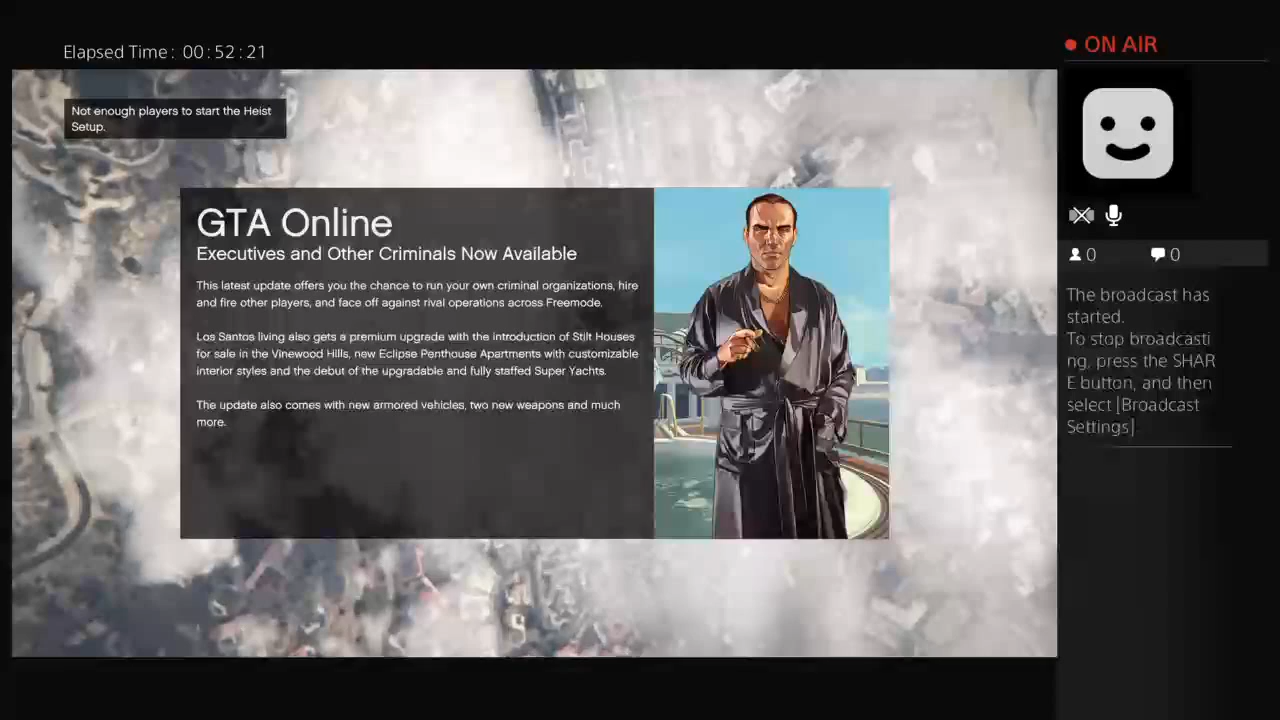 Elapsed Time: 00:52:21
ON AIR
Not enough players to start the Heist
Setup.
GTA Online
Executives and Other Criminals Now Available
This latest update offers you the chance to run your own criminal organizations, hire
and fire other players, and face off against rival operations across Freemode.
Los Santos living also gets a premium upgrade with the introduction of Stilt Houses
for sale in the Vinewood Hills, new Eclipse Penthouse Apartments with customizable
interior styles and the debut of the upgradable and fully staffed Super Yachts.
The update also comes with new armored vehicles, two new weapons and much
more.
0 0
The broadcast has
started.
To stop broadcasti
ng, press the SHAR
E button, and then
select [Broadcast
Settings]